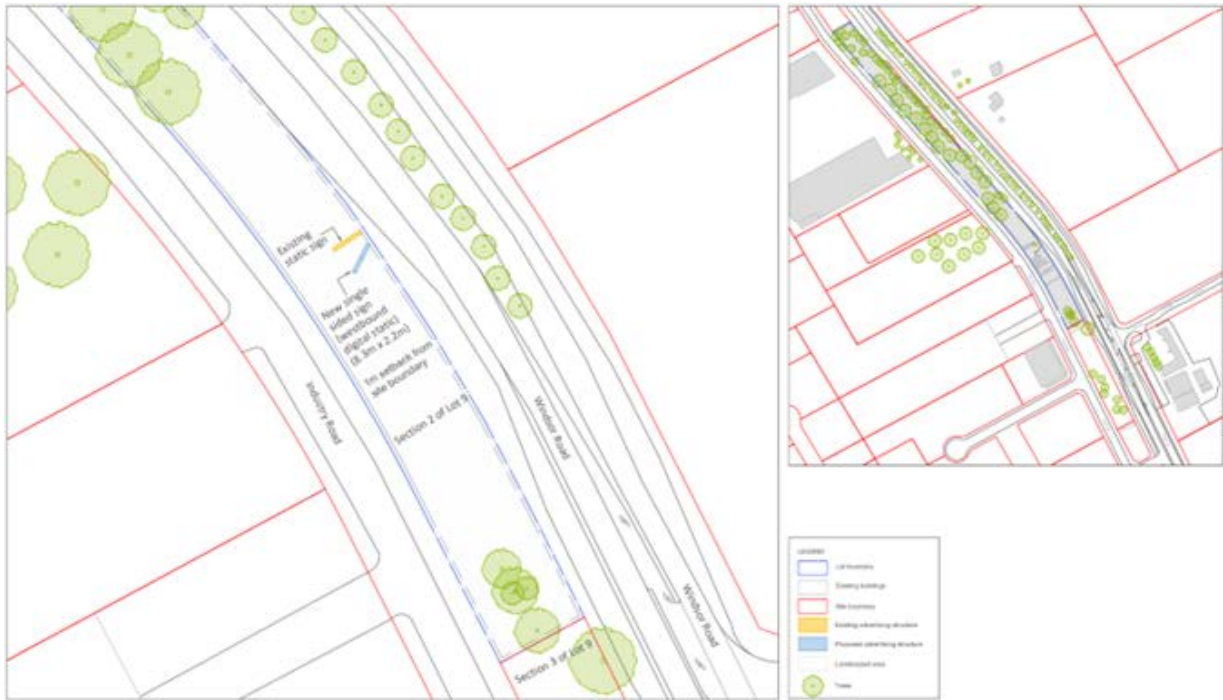 Existing
static sign
New single
sided sign
(westbound
digital static)
(8.3m x 2.2m)
1m setback from
site boundary
Section 2 of Lot 9
Industry Road
Windsor Road
Windsor Road
Section 3 of Lot 9
LEGEND
Lot boundary
Existing buildings
Site boundary
Existing advertising structure
Proposed advertising structure
Landscaped area
Trees